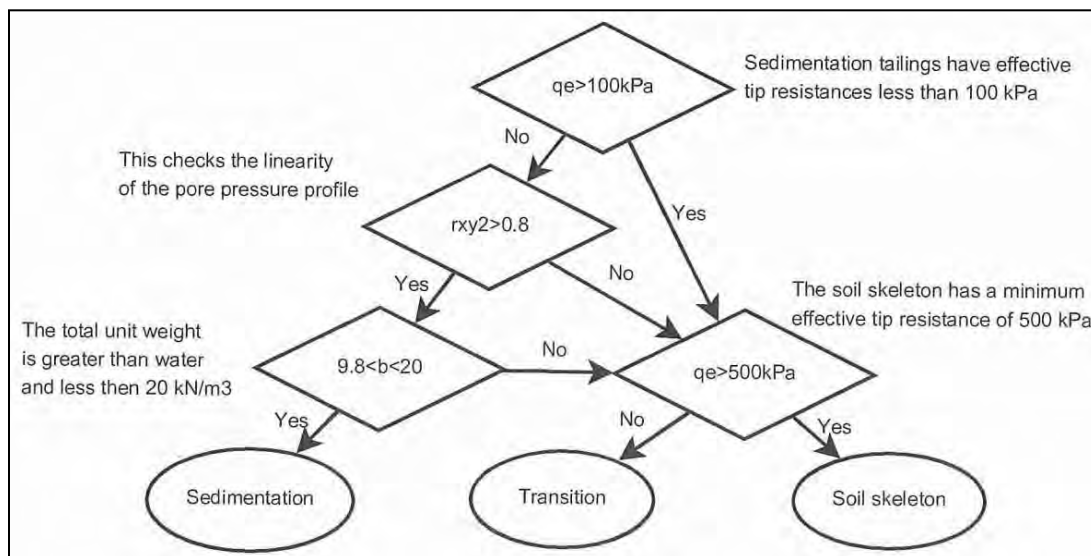 qe>100kPa
Sedimentation tailings have effective
tip resistances less than 100 kPa
No
Yes
This checks the linearity
of the pore pressure profile
rxy2>0.8
Yes
No
The total unit weight
is greater than water
and less then 20 kN/m3
9.8<b<20
No
The soil skeleton has a minimum
effective tip resistance of 500 kPa
qe>500kPa
Yes
No
Yes
Sedimentation
Transition
Soil skeleton